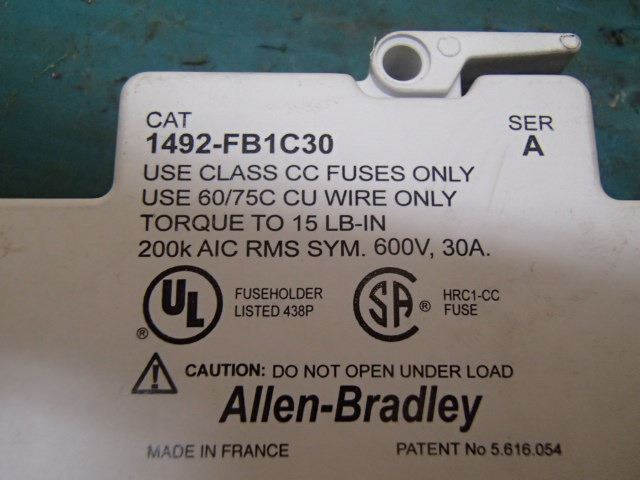 CAT SER
1492-FB1C30 A
USE CLASS CC FUSES ONLY
USE 60/75C CU WIRE ONLY
TORQUE TO 15 LB-IN
200k AIC RMS SYM. 600V, 30A.
UL ® FUSEHOLDER LISTED 438P
SA ® HRC1-CC FUSE
CAUTION: DO NOT OPEN UNDER LOAD
Allen-Bradley
MADE IN FRANCE PATENT No 5.616.054